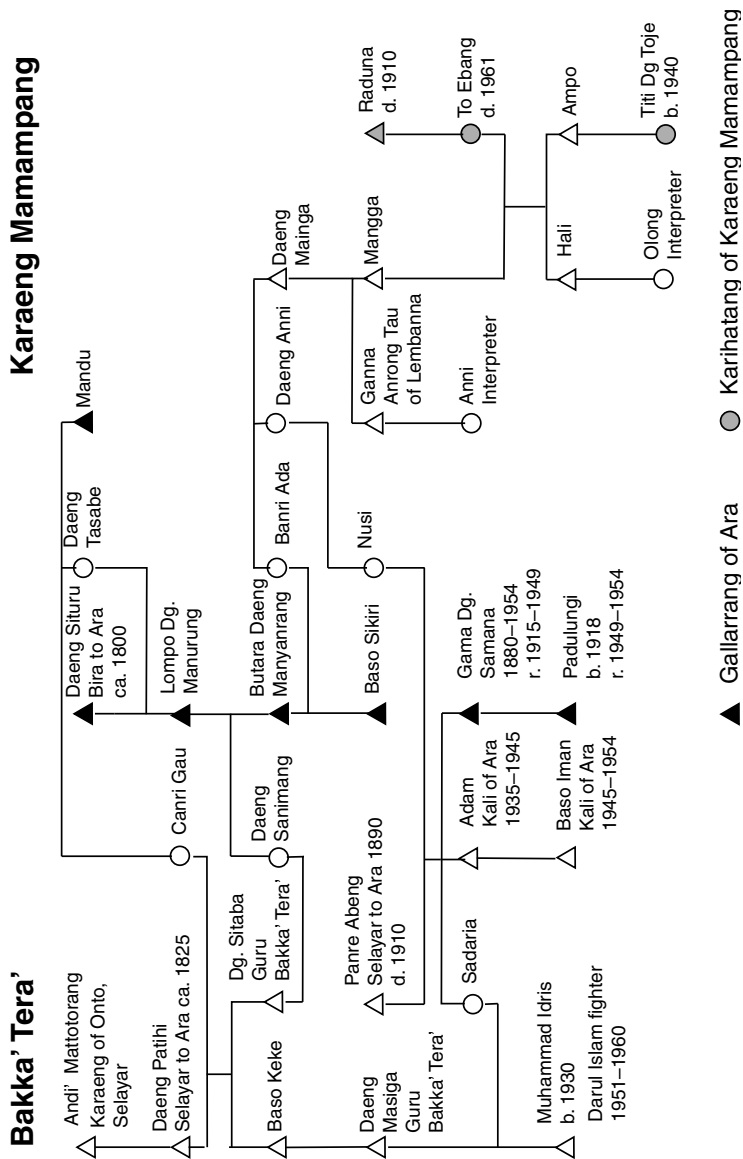 Bakka’ Tera’
Karaeng Mamampang
Andi’ Mattotorang
Karaeng of Onto,
Selayar
Daeng Situru
Bira to Ara
ca. 1800
Daeng
Tasabe
Mandu
Daeng Patihi
Selayar to Ara ca. 1825
Canri Gau
Lompo Dg.
Manurung
Baso Keke
Dg. Sitaba
Guru
Bakka’ Tera’
Daeng
Sanimang
Butara Daeng
Manyanrang
Banri Ada
Daeng Anni
Daeng
Mainga
Daeng
Masiga
Guru
Bakka’ Tera’
Panre Abeng
Selayar to Ara 1890
d. 1910
Baso Sikiri
Nusi
Ganna
Anrong Tau
of Lembanna
Mangga
Raduna
d. 1910
Sadaria
Adam
Kali of Ara
1935–1945
Gama Dg.
Samana
1880–1954
r. 1915–1949
Anni
Interpreter
To Ebang
d. 1961
Muhammad Idris
b. 1930
Darul Islam fighter
1951–1960
Baso Iman
Kali of Ara
1945–1954
Padulungi
b. 1918
r. 1949–1954
Hali
Ampo
Olong
Interpreter
Titi Dg Toje
b. 1940
Gallarrang of Ara
Karihatang of Karaeng Mamampang